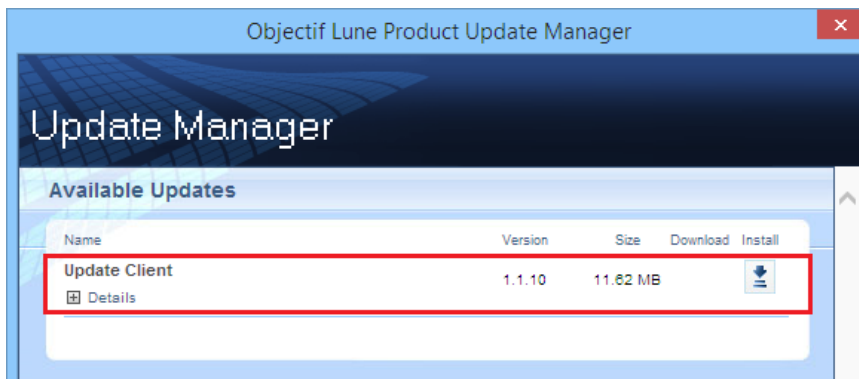 Objectif Lune Product Update Manager
Update Manager
Available Updates
Name Version Size Download Install
Update Client 1.1.10 11.62 MB
Details